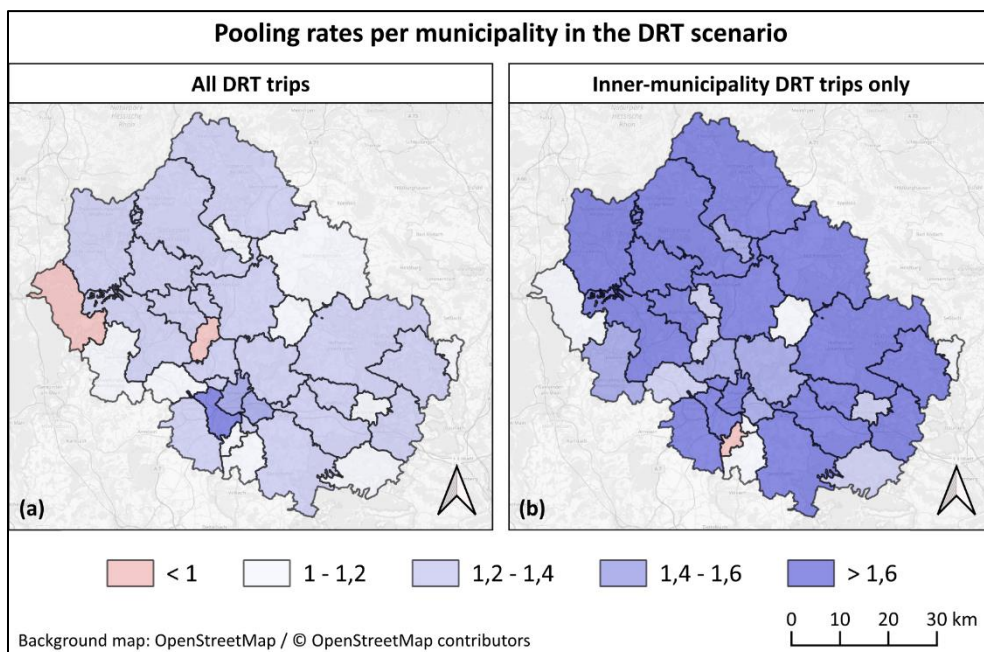 Pooling rates per municipality in the DRT scenario
All DRT trips
Inner-municipality DRT trips only
(a)
(b)
< 1
1 - 1,2
1,2 - 1,4
1,4 - 1,6
> 1,6
0 10 20 30 km
Background map: OpenStreetMap / © OpenStreetMap contributors